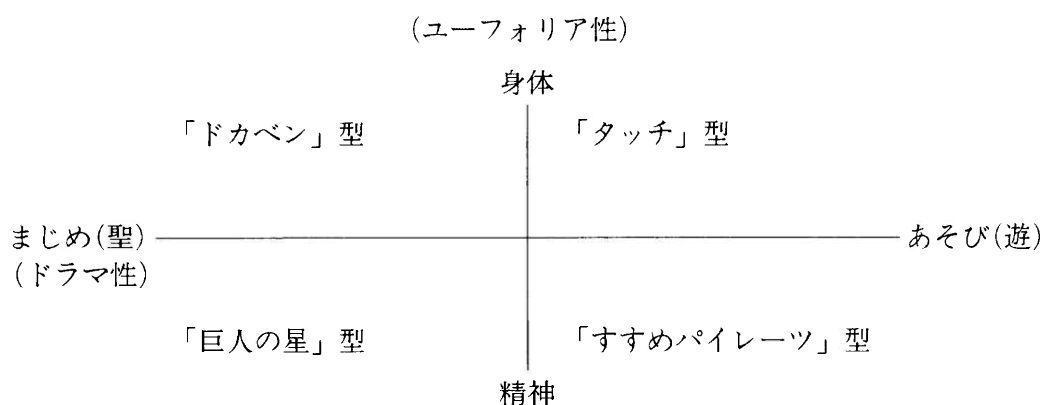 (ユーフォリア性)
身体
「ドカベン」型 「タッチ」型
まじめ(聖) あそび(遊)
(ドラマ性)
「巨人の星」型 「すすめパイレーツ」型
精神